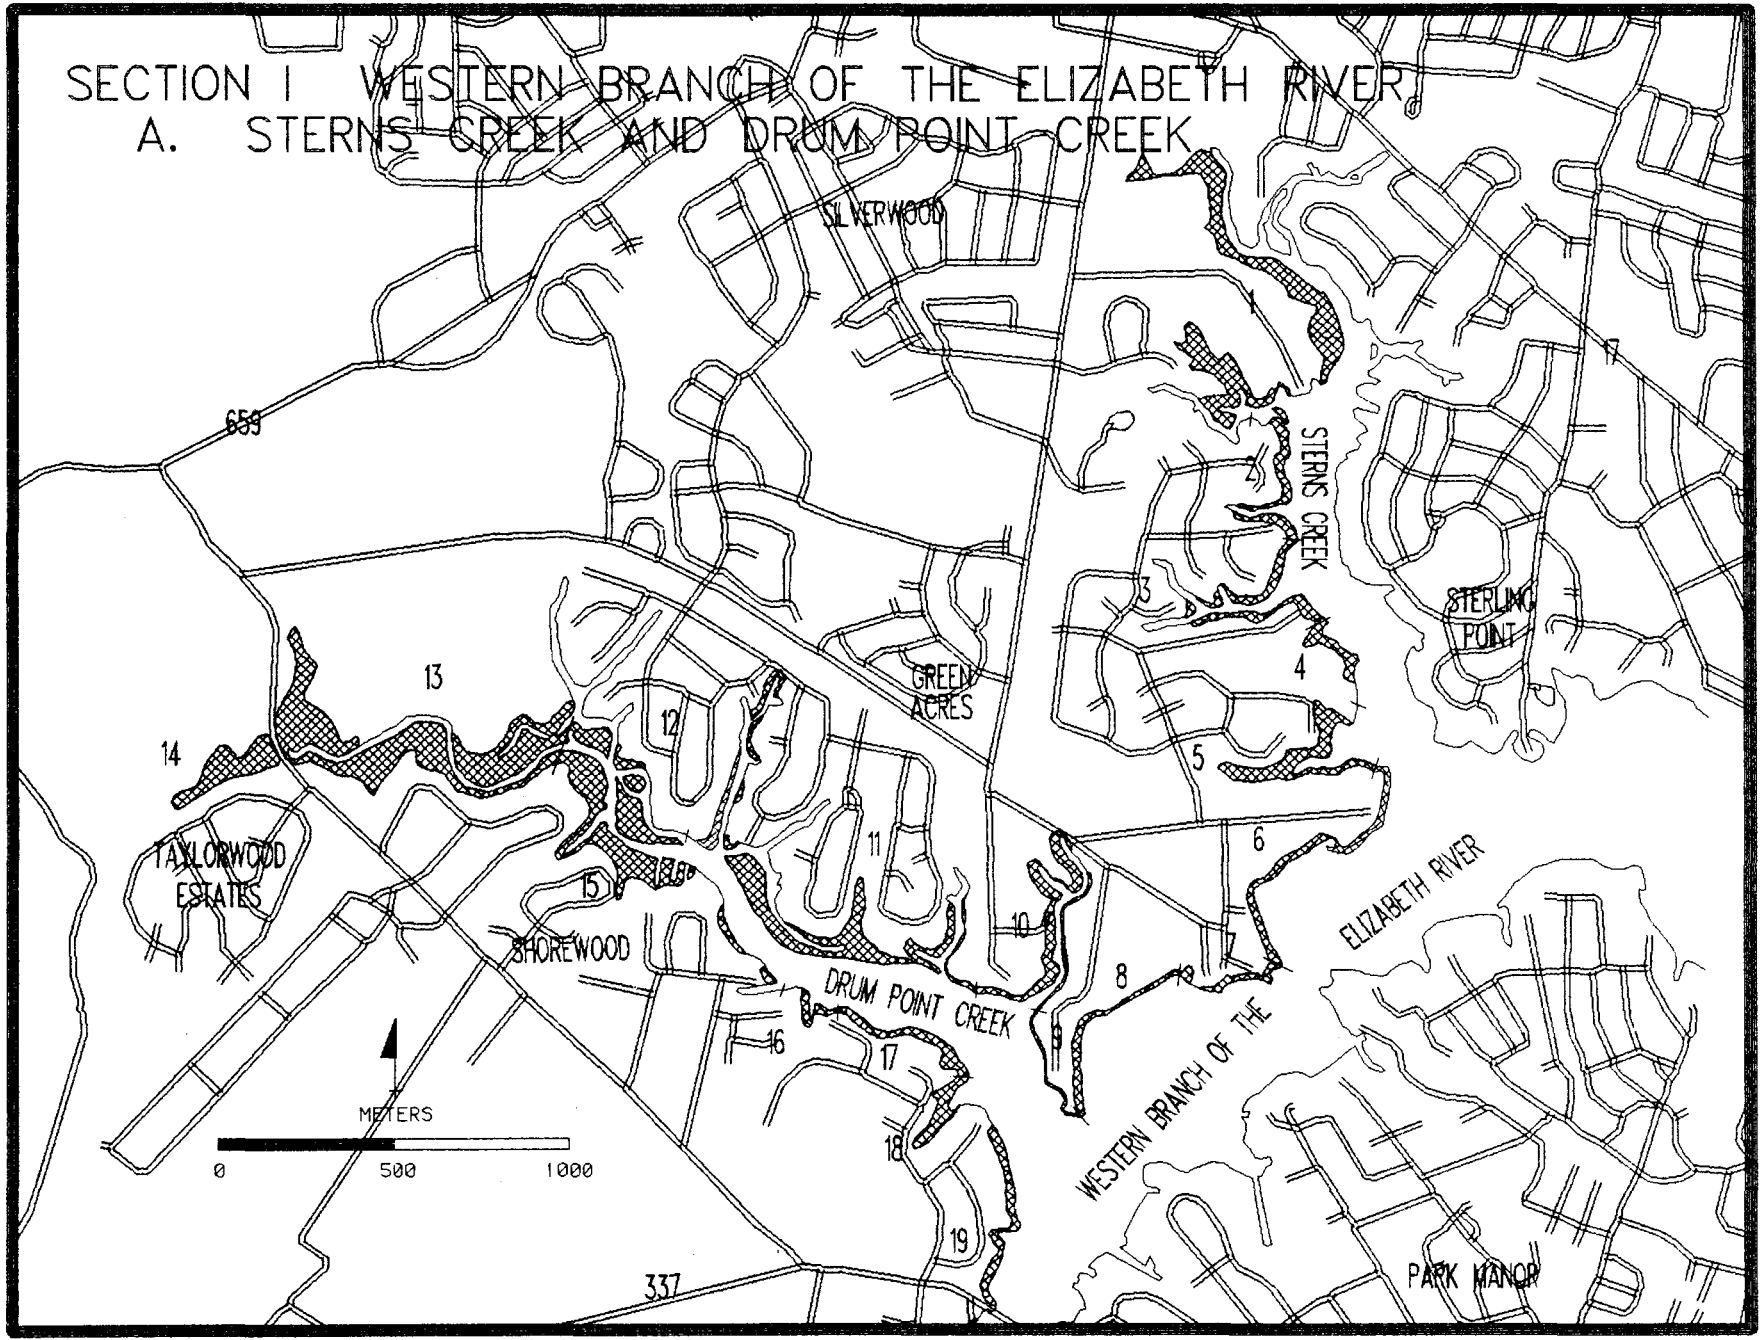 SECTION I WESTERN BRANCH OF THE ELIZABETH RIVER
A. STERNS CREEK AND DRUM POINT CREEK
SILVERWOOD
1
17
659
2
STERNS CREEK
3
STERLING
POINT
4
13
GREEN
ACRES
12
14
5
6
11
TAYLORWOOD
ESTATES
15
10
SHOREWOOD
7
8
ELIZABETH RIVER
DRUM POINT CREEK
9
16
17
WESTERN BRANCH OF THE
METERS
0 500 1000
18
19
337
PARK MANOR